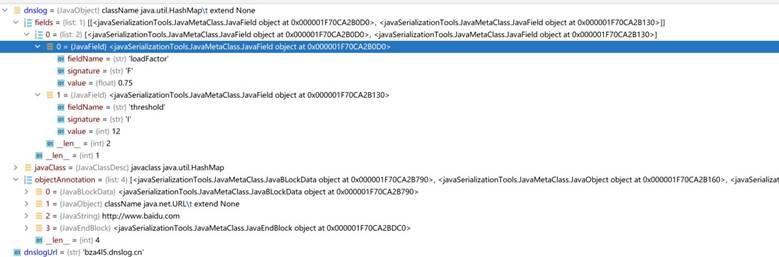 dnslog = {JavaObject} className java.util.HashMap\t extend None
fields = {list: 1} [[<javaSerializationTools.JavaMetaClass.JavaField object at 0x000001F70CA2B0D0>, <javaSerializationTools.JavaMetaClass.JavaField object at 0x000001F70CA2B130>]]
0 = {list: 2} [<javaSerializationTools.JavaMetaClass.JavaField object at 0x000001F70CA2B0D0>, <javaSerializationTools.JavaMetaClass.JavaField object at 0x000001F70CA2B130>]
0 = {JavaField} <javaSerializationTools.JavaMetaClass.JavaField object at 0x000001F70CA2B0D0>
fieldName = {str} 'loadFactor'
signature = {str} 'F'
value = {float} 0.75
1 = {JavaField} <javaSerializationTools.JavaMetaClass.JavaField object at 0x000001F70CA2B130>
fieldName = {str} 'threshold'
signature = {str} 'I'
value = {int} 12
__len__ = {int} 2
__len__ = {int} 1
javaClass = {JavaClassDesc} javaclass java.util.HashMap
objectAnnotation = {list: 4} [<javaSerializationTools.JavaMetaClass.JavaBLockData object at 0x000001F70CA2B790>, <javaSerializationTools.JavaMetaClass.JavaObject object at 0x000001F70CA2B160>, <javaSerializationTools.JavaMetaCla
0 = {JavaBLockData} <javaSerializationTools.JavaMetaClass.JavaBLockData object at 0x000001F70CA2B790>
1 = {JavaObject} className java.net.URL\t extend None
2 = {JavaString} http://www.baidu.com
3 = {JavaEndBlock} <javaSerializationTools.JavaMetaClass.JavaEndBlock object at 0x000001F70CA2BDC0>
__len__ = {int} 4
dnslogUrl = {str} 'bza4l5.dnslog.cn'